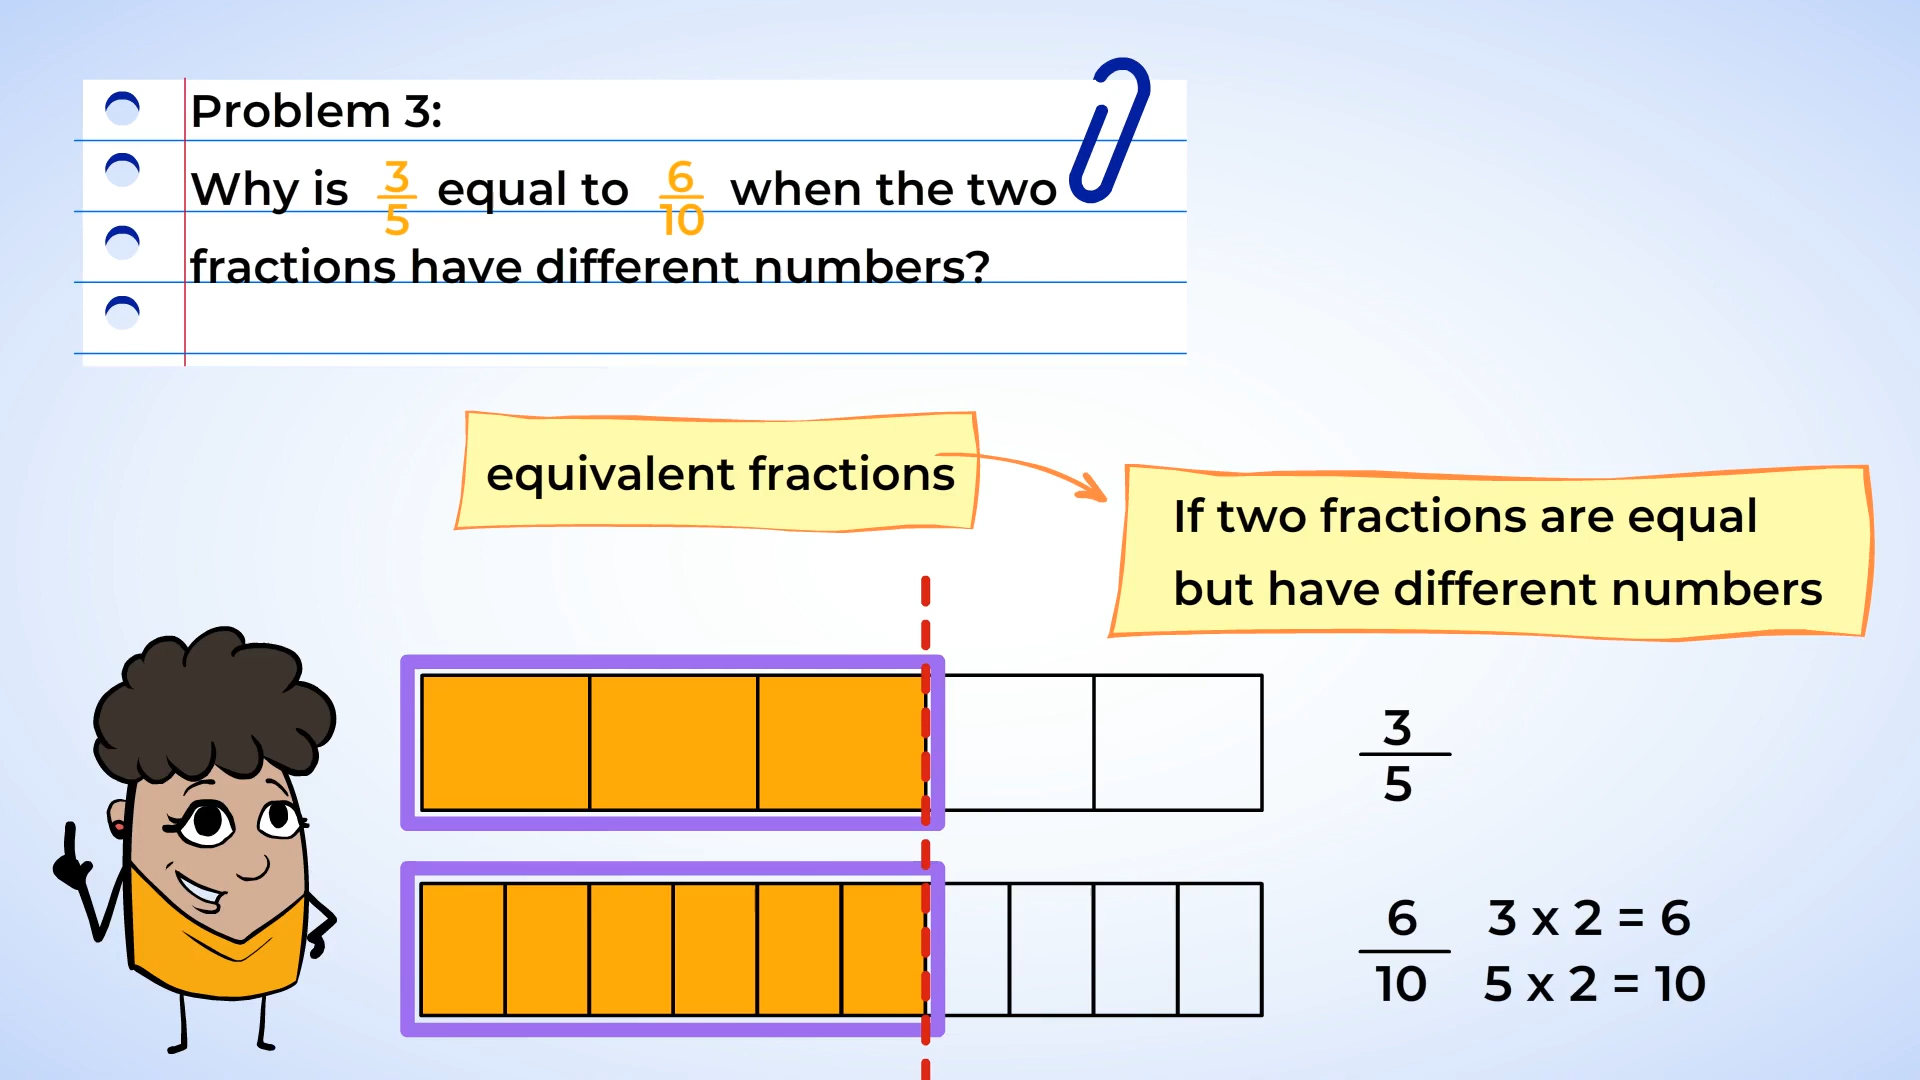 Problem 3:
Why is 3/5 equal to 6/10 when the two
fractions have different numbers?
equivalent fractions
If two fractions are equal
but have different numbers
3
5
6
10
3 x 2 = 6
5 x 2 = 10